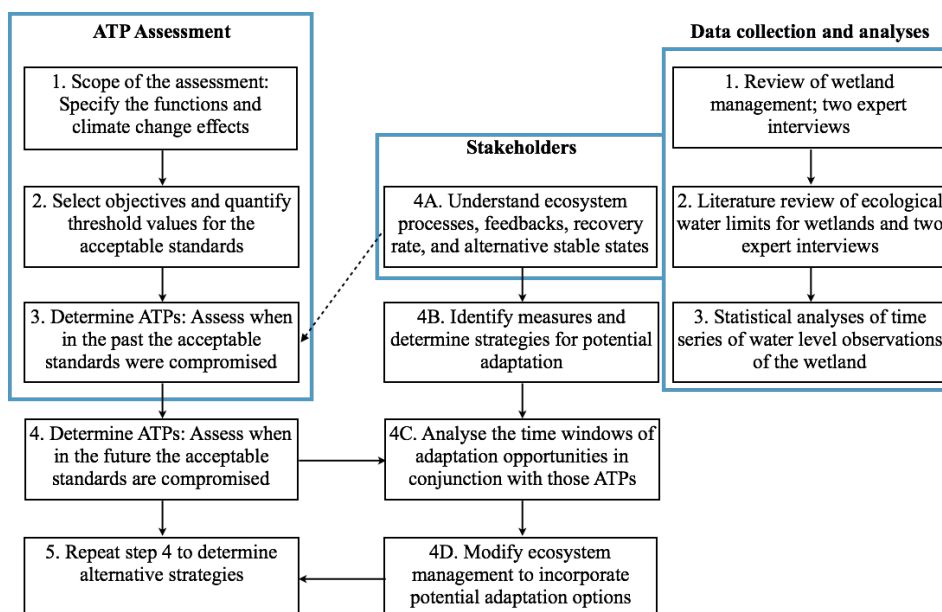 ATP Assessment
1. Scope of the assessment:
Specify the functions and
climate change effects
2. Select objectives and quantify
threshold values for the
acceptable standards
3. Determine ATPs: Assess when
in the past the acceptable
standards were compromised
4. Determine ATPs: Assess when
in the future the acceptable
standards are compromised
5. Repeat step 4 to determine
alternative strategies
Stakeholders
4A. Understand ecosystem
processes, feedbacks, recovery
rate, and alternative stable states
4B. Identify measures and
determine strategies for potential
adaptation
4C. Analyse the time windows of
adaptation opportunities in
conjunction with those ATPs
4D. Modify ecosystem
management to incorporate
potential adaptation options
Data collection and analyses
1. Review of wetland
management; two expert
interviews
2. Literature review of ecological
water limits for wetlands and two
expert interviews
3. Statistical analyses of time
series of water level observations
of the wetland